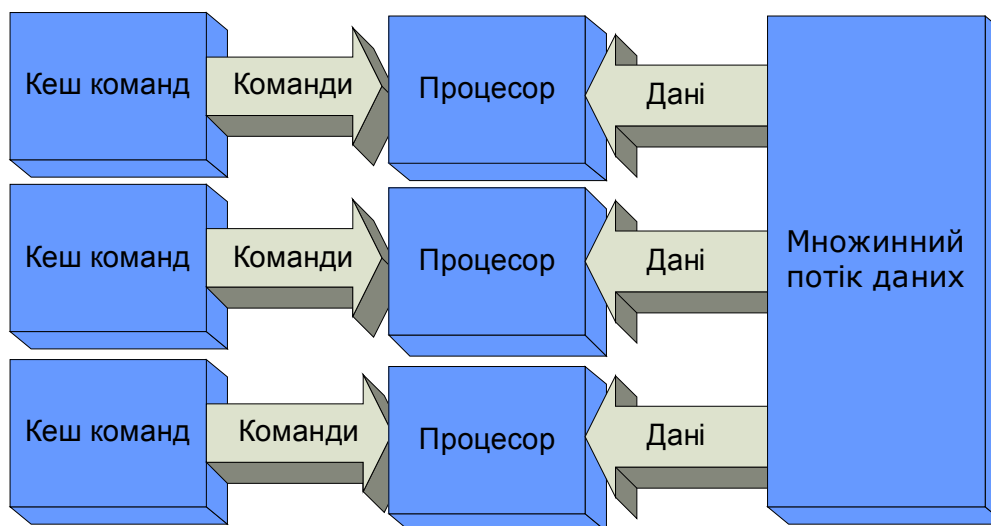 Кеш команд
Команди
Процесор
Дані
Кеш команд
Команди
Процесор
Дані
Множинний
потік даних
Кеш команд
Команди
Процесор
Дані